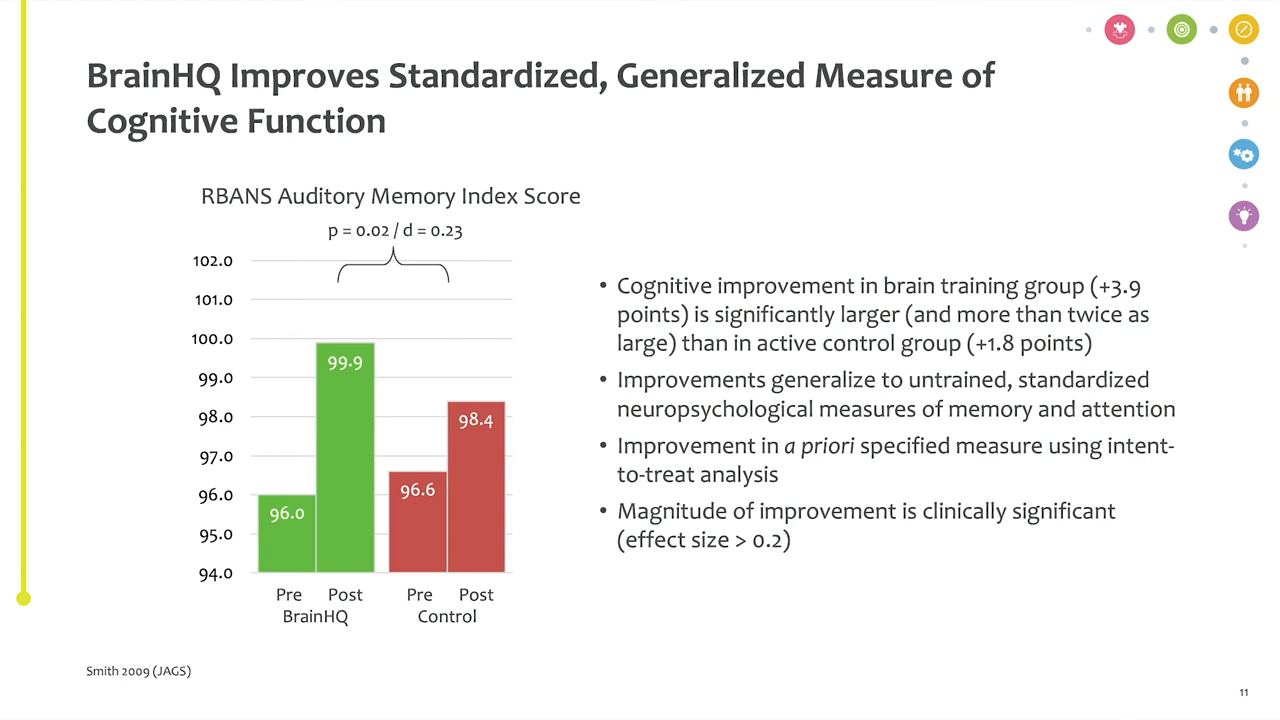 BrainHQ Improves Standardized, Generalized Measure of
Cognitive Function
RBANS Auditory Memory Index Score
p = 0.02 / d = 0.23
102.0
101.0
100.0
99.0
98.0
97.0
96.0
95.0
94.0
96.0
99.9
96.6
98.4
Pre Post Pre Post
BrainHQ Control
• Cognitive improvement in brain training group (+3.9
points) is significantly larger (and more than twice as
large) than in active control group (+1.8 points)
• Improvements generalize to untrained, standardized
neuropsychological measures of memory and attention
• Improvement in a priori specified measure using intent-
to-treat analysis
• Magnitude of improvement is clinically significant
(effect size > 0.2)
Smith 2009 (JAGS)
11